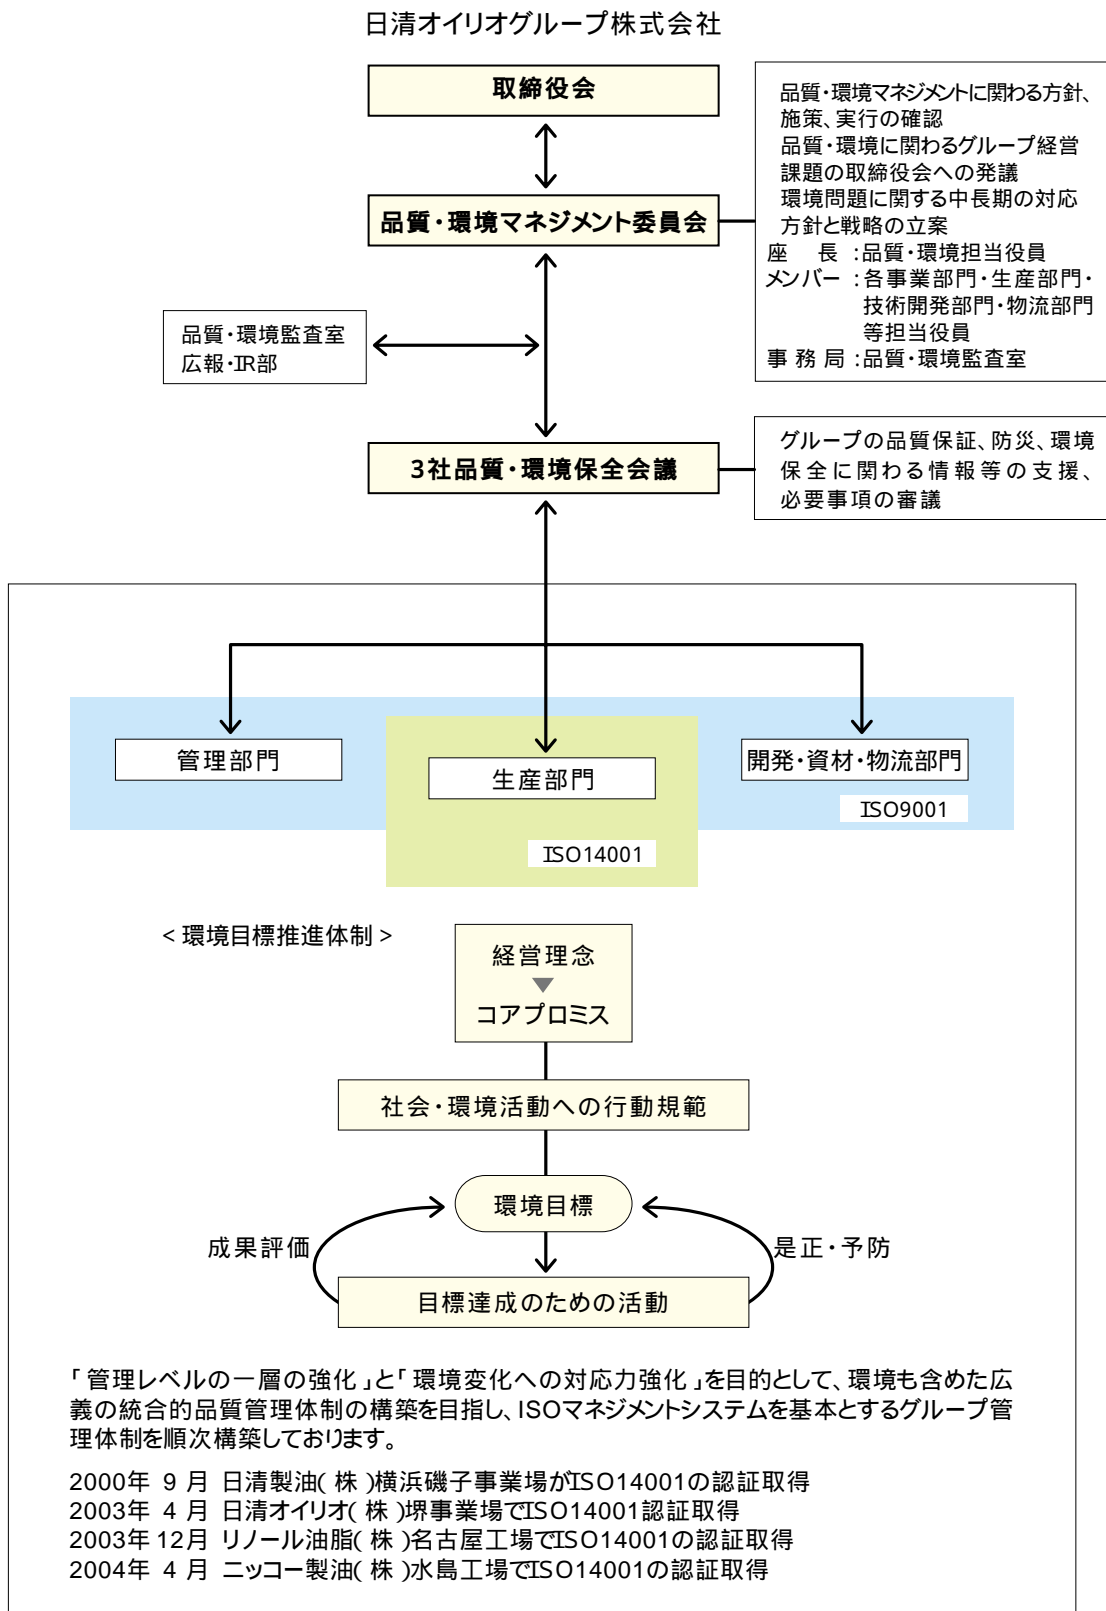 日清オイリオグループ株式会社
取締役会
品質・環境マネジメントに関わる方針、
施策、実行の確認
品質・環境に関わるグループ経営
課題の取締役会への発議
環境問題に関する中長期の対応
方針と戦略の立案
座 長:品質・環境担当役員
メンバー:各事業部門・生産部門・
技術開発部門・物流部門
等担当役員
事務局:品質・環境監査室
品質・環境マネジメント委員会
品質・環境監査室
広報・IR部
3社品質・環境保全会議
グループの品質保証、防災、環境
保全に関わる情報等の支援、
必要事項の審議
管理部門
生産部門
開発・資材・物流部門
ISO9001
ISO14001
<環境目標推進体制>
経営理念
▼
コアプロミス
社会・環境活動への行動規範
環境目標
成果評価
是正・予防
目標達成のための活動
「管理レベルの一層の強化」と「環境変化への対応力強化」を目的として、環境も含めた広
義の統合的品質管理体制の構築を目指し、ISOマネジメントシステムを基本とするグループ管
理体制を順次構築しております。
2000年 9 月 日清製油(株)横浜磯子事業場がISO14001の認証取得
2003年 4 月 日清オイリオ(株)堺事業場でISO14001認証取得
2003年 12月 リノール油脂(株)名古屋工場でISO14001の認証取得
2004年 4 月 ニッコー製油(株)水島工場でISO14001の認証取得